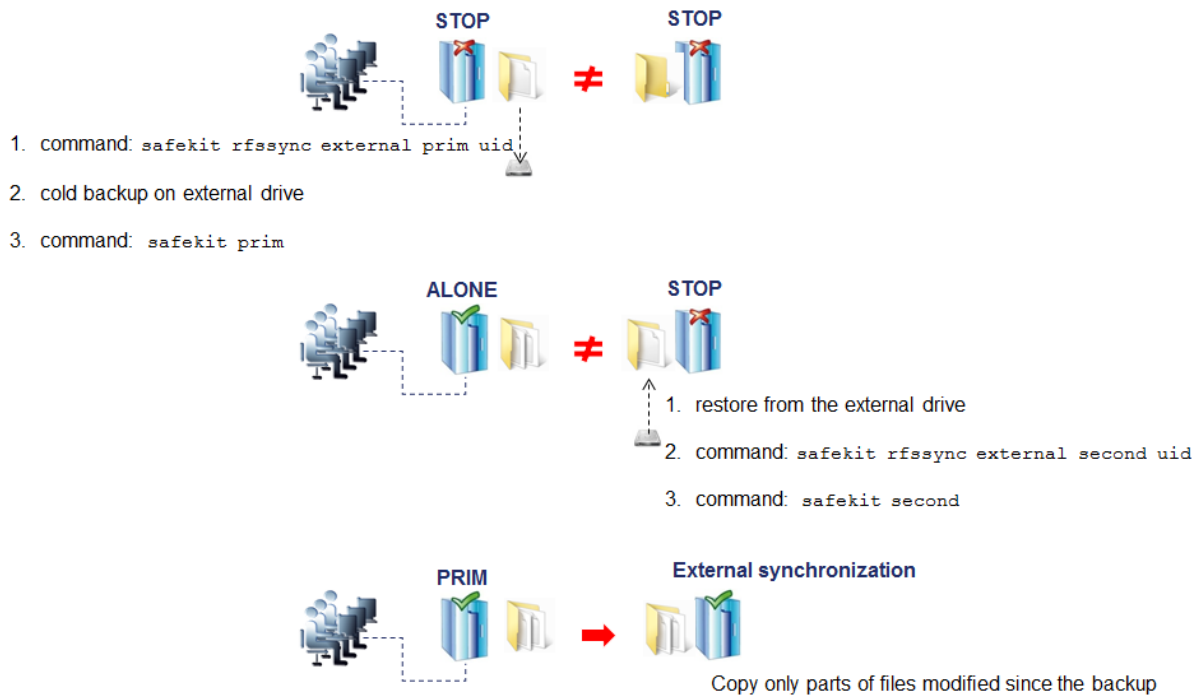 STOP
STOP
≠
1. command: safekit rfssync external prim uid
2. cold backup on external drive
3. command: safekit prim
ALONE
STOP
≠
1. restore from the external drive
2. command: safekit rfssync external second uid
3. command: safekit second
PRIM
External synchronization
Copy only parts of files modified since the backup